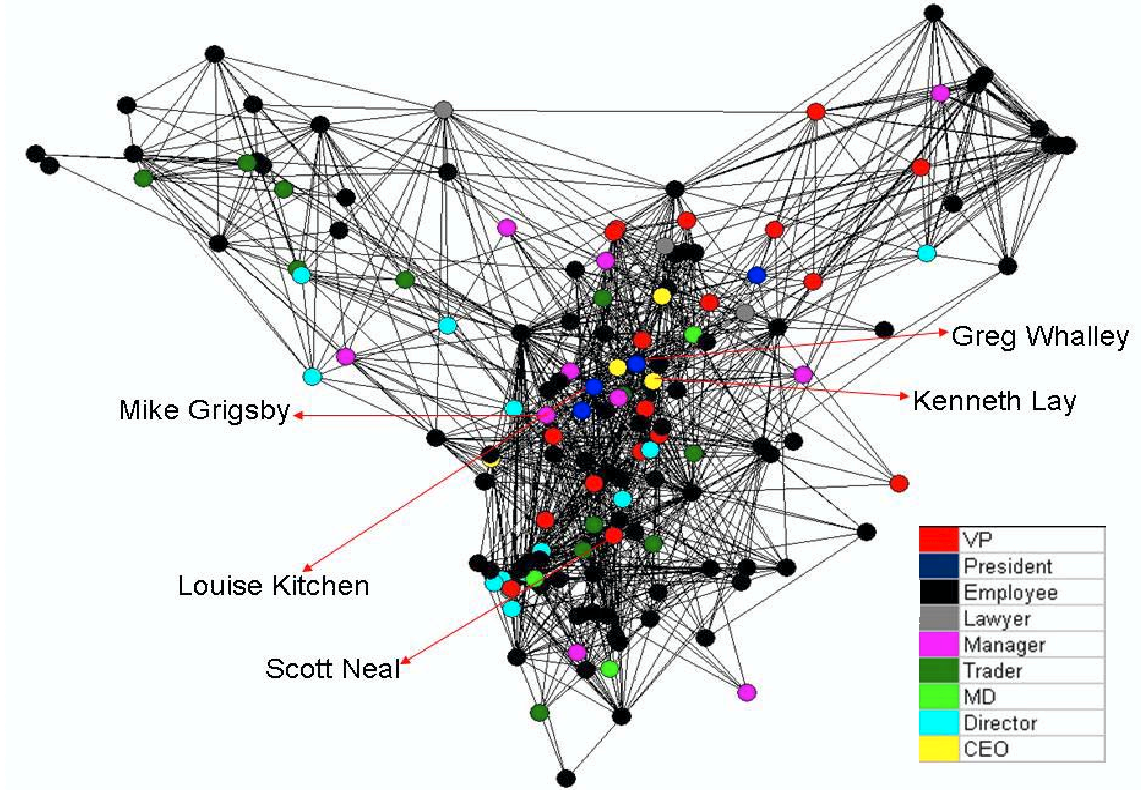 Greg Whalley
Kenneth Lay
Mike Grigsby
Louise Kitchen
Scott Neal
VP
President
Employee
Lawyer
Manager
Trader
MD
Director
CEO